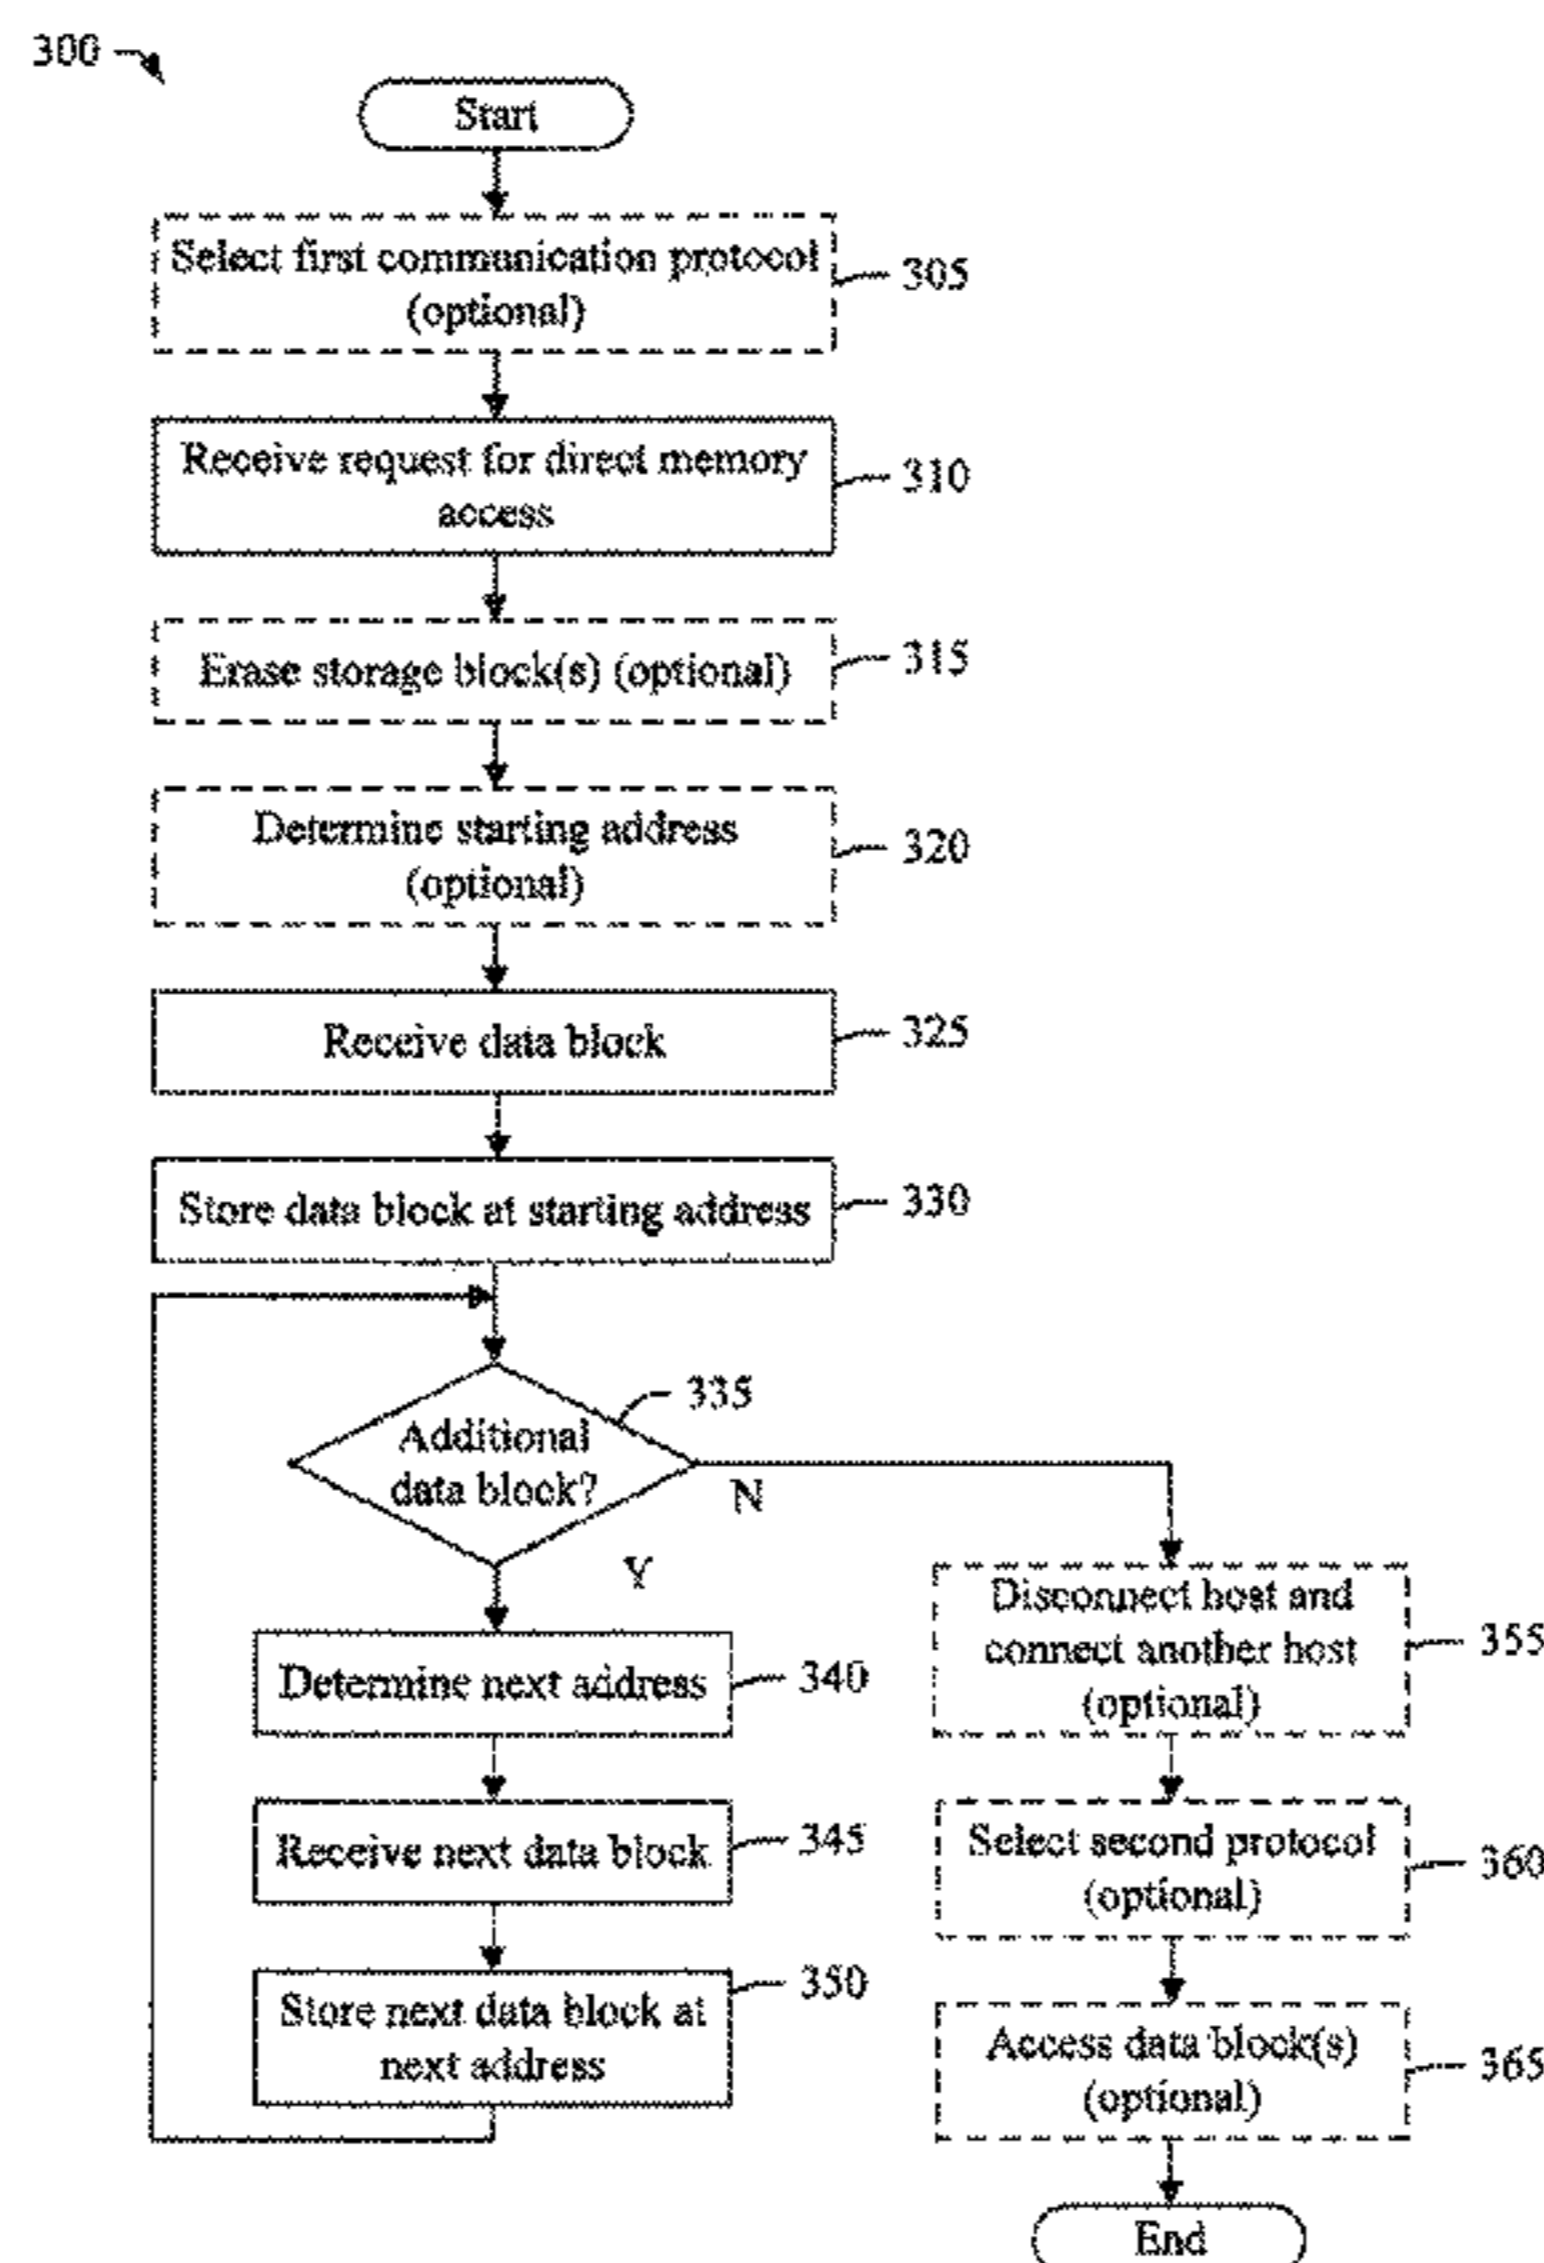 300
Start
Select first communication protocol
(optional)
305
Receive request for direct memory
access
310
Erase storage block(s) (optional)
315
Determine starting address
(optional)
320
Receive data block
325
Store data block at starting address
330
335
Additional
data block?
N
Y
Determine next address
340
Receive next data block
345
Store next data block at
next address
350
Disconnect host and
connect another host
(optional)
355
Select second protocol
(optional)
360
Access data block(s)
(optional)
365
End